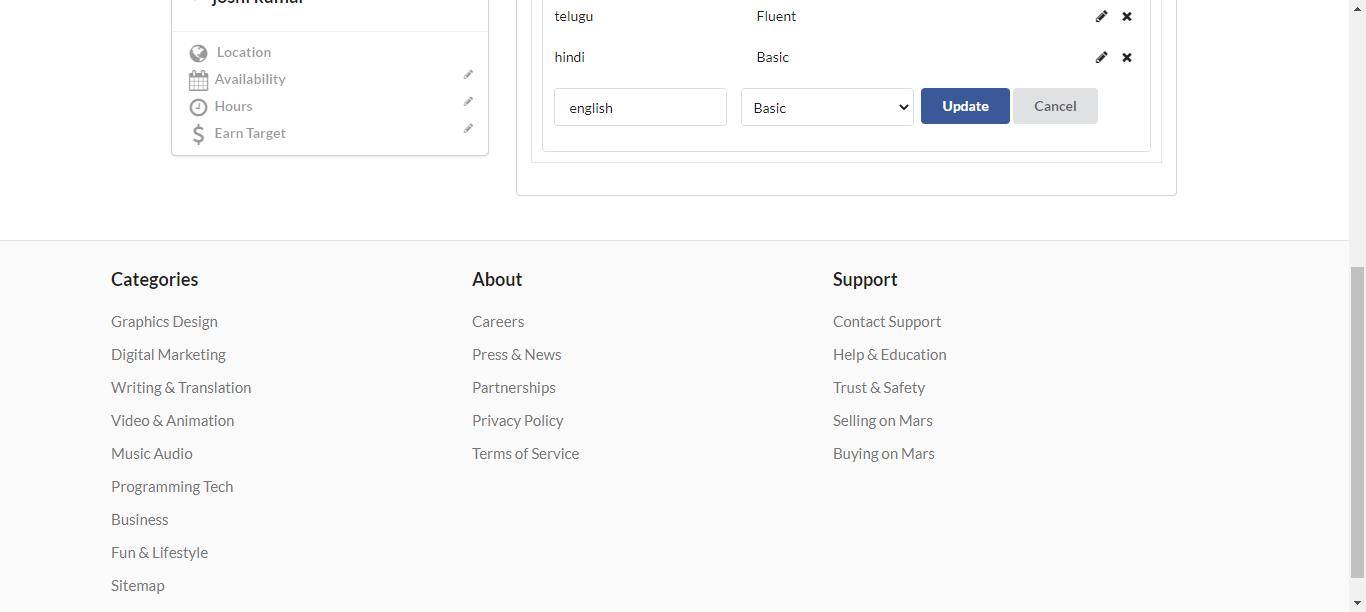 Joshi Kumar
Location
Availability
Hours
Earn Target
telugu Fluent
hindi Basic
english Basic Update Cancel
Categories
Graphics Design
Digital Marketing
Writing & Translation
Video & Animation
Music Audio
Programming Tech
Business
Fun & Lifestyle
Sitemap
About
Careers
Press & News
Partnerships
Privacy Policy
Terms of Service
Support
Contact Support
Help & Education
Trust & Safety
Selling on Mars
Buying on Mars